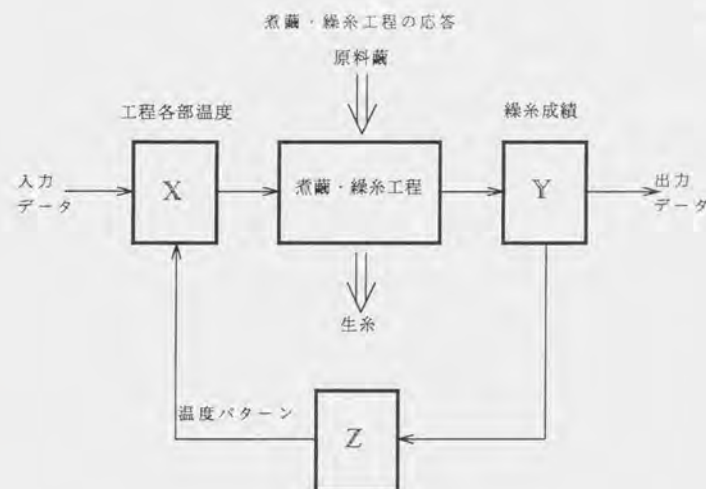 煮繭・繰糸工程の応答
原料繭
工程各部温度
繰糸成績
入力
データ
X
煮繭・繰糸工程
Y
出力
データ
生糸
温度パターン
Z